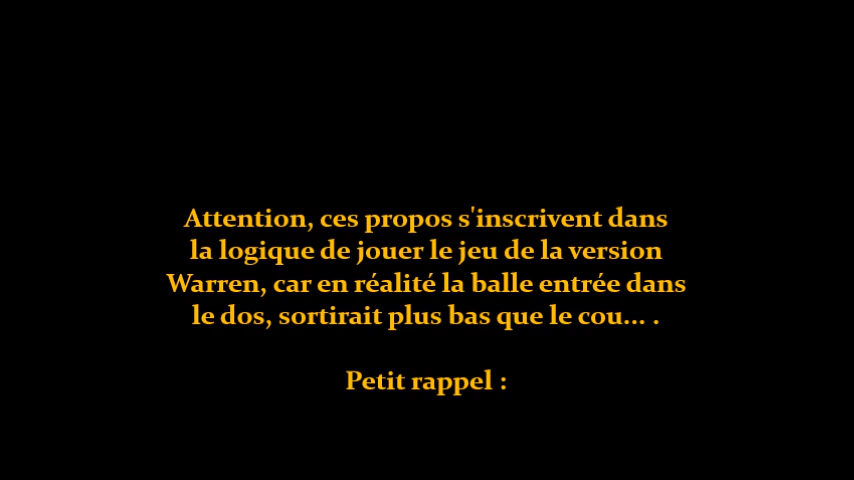 Attention, ces propos s'inscrivent dans
la logique de jouer le jeu de la version
Warren, car en réalité la balle entrée dans
le dos, sortirait plus bas que le cou... .
Petit rappel :